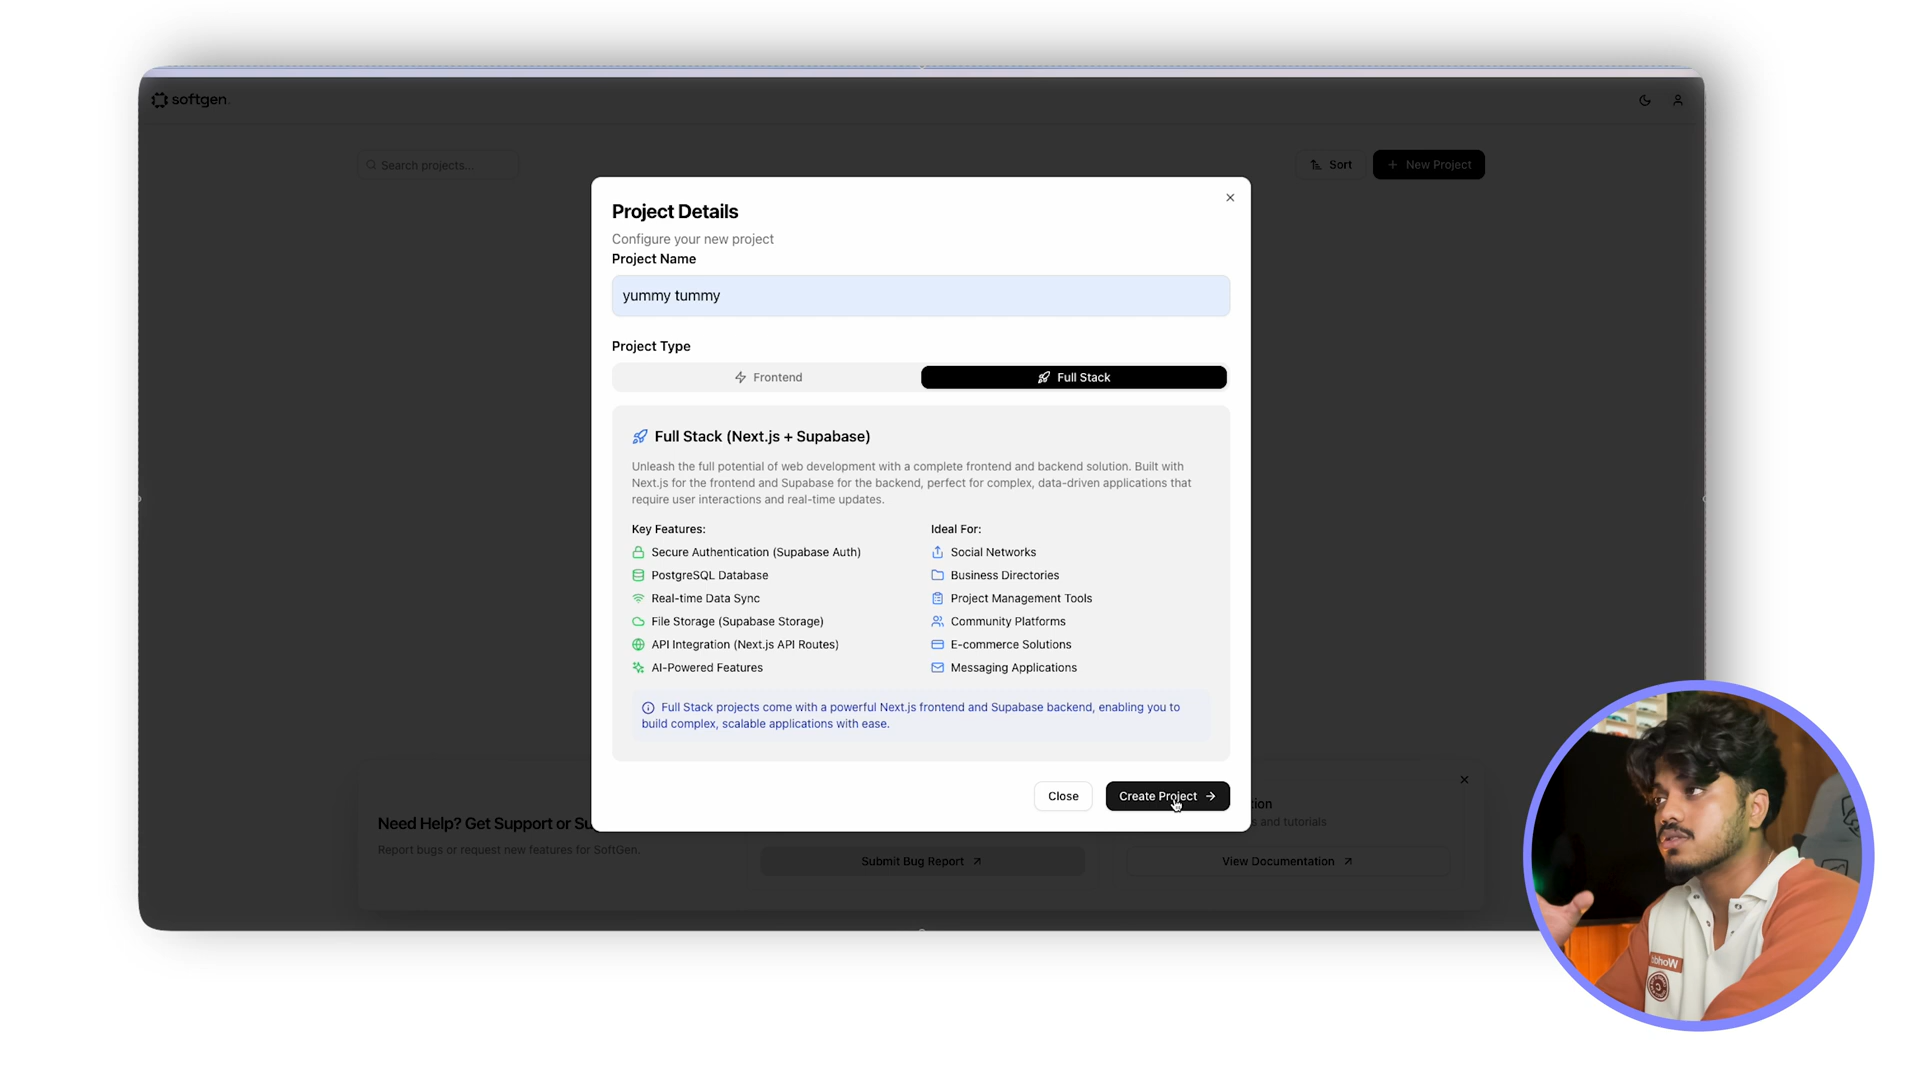 softgen.
Search projects...
Sort
New Project
Project Details
Configure your new project
Project Name
yummy tummy
Project Type
Frontend
Full Stack
Full Stack (Next.js + Supabase)
Unleash the full potential of web development with a complete frontend and backend solution. Built with
Next.js for the frontend and Supabase for the backend, perfect for complex, data-driven applications that
require user interactions and real-time updates.
Key Features:
Secure Authentication (Supabase Auth)
PostgreSQL Database
Real-time Data Sync
File Storage (Supabase Storage)
API Integration (Next.js API Routes)
AI-Powered Features
Ideal For:
Social Networks
Business Directories
Project Management Tools
Community Platforms
E-commerce Solutions
Messaging Applications
Full Stack projects come with a powerful Next.js frontend and Supabase backend, enabling you to
build complex, scalable applications with ease.
Close
Create Project
Need Help? Get Support or Su
Report bugs or request new features for SoftGen.
Submit Bug Report
tion
s and tutorials
View Documentation